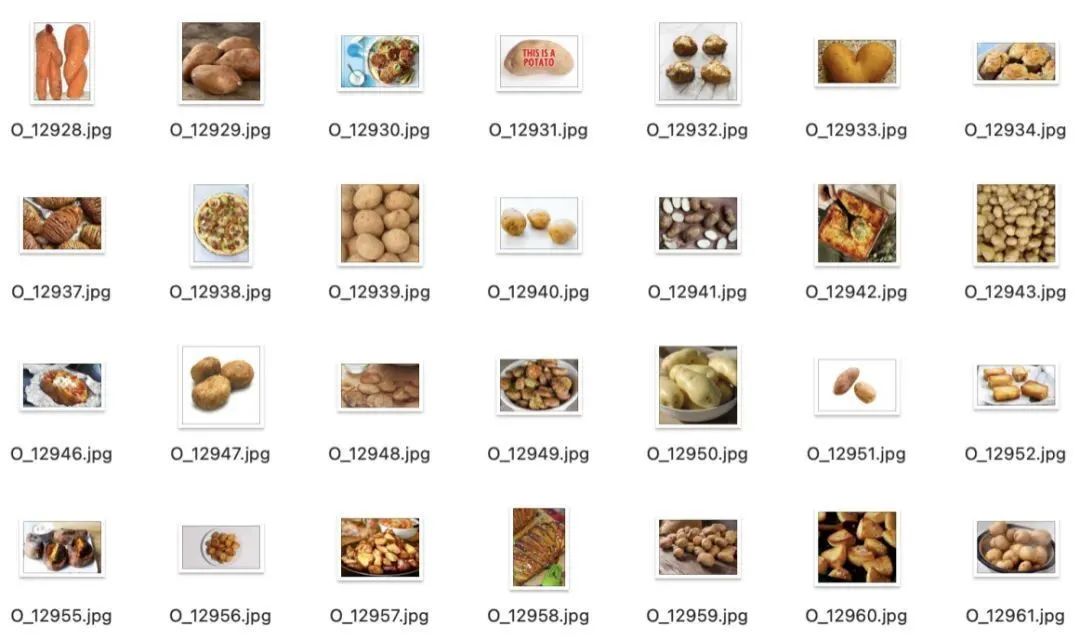 THIS IS A
POTATO
O_12928.jpg O_12929.jpg O_12930.jpg O_12931.jpg O_12932.jpg O_12933.jpg O_12934.jpg
O_12937.jpg O_12938.jpg O_12939.jpg O_12940.jpg O_12941.jpg O_12942.jpg O_12943.jpg
O_12946.jpg O_12947.jpg O_12948.jpg O_12949.jpg O_12950.jpg O_12951.jpg O_12952.jpg
O_12955.jpg O_12956.jpg O_12957.jpg O_12958.jpg O_12959.jpg O_12960.jpg O_12961.jpg